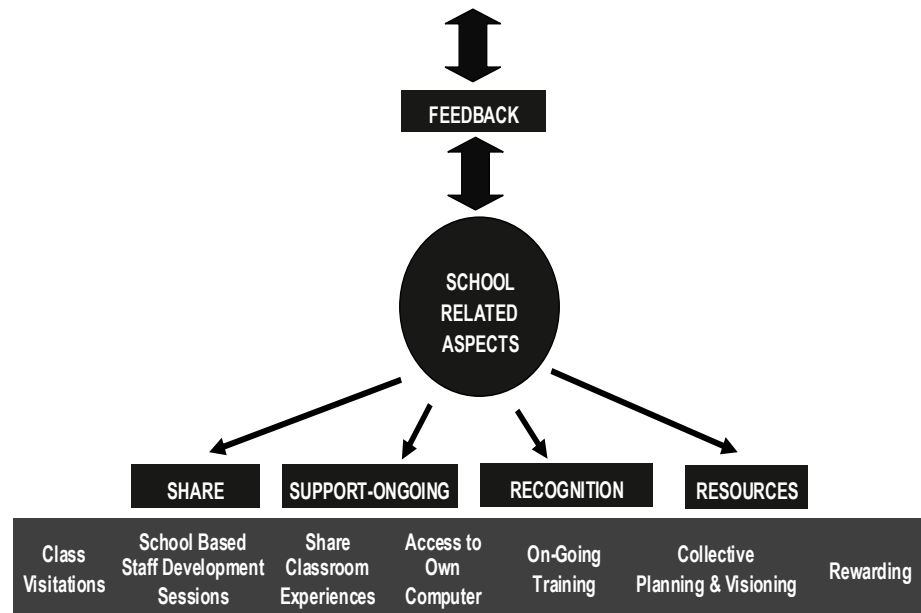 FEEDBACK
SCHOOL
RELATED
ASPECTS
SHARE
SUPPORT-ONGOING
RECOGNITION
RESOURCES
Class
Visitations
School Based
Staff Development
Sessions
Share
Classroom
Experiences
Access to
Own
Computer
On-Going
Training
Collective
Planning & Visioning
Rewarding